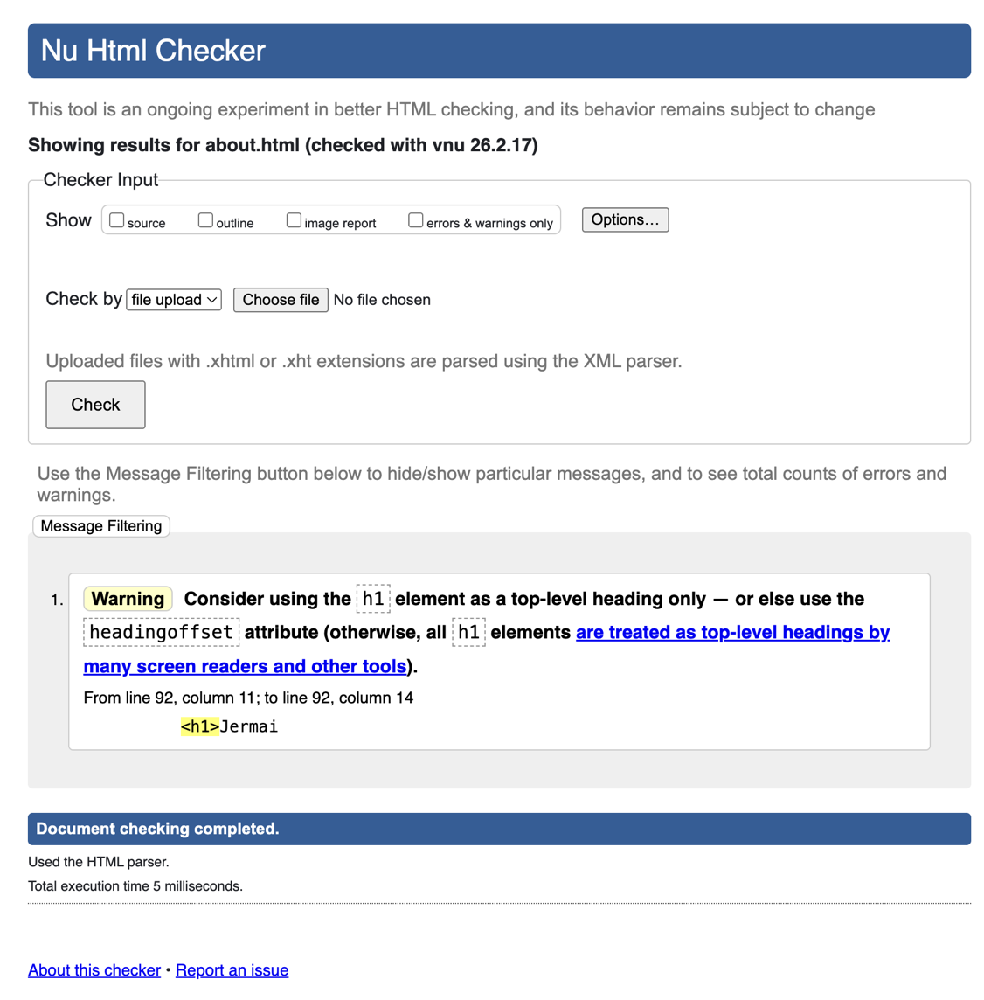 Nu Html Checker
This tool is an ongoing experiment in better HTML checking, and its behavior remains subject to change
Showing results for about.html (checked with vnu 26.2.17)
Checker Input
Show source outline image report errors & warnings only Options…
Check by file upload Choose file No file chosen
Uploaded files with .xhtml or .xht extensions are parsed using the XML parser.
Check
Use the Message Filtering button below to hide/show particular messages, and to see total counts of errors and
warnings.
Message Filtering
1. Warning Consider using the h1 element as a top-level heading only — or else use the
headingoffset attribute (otherwise, all h1 elements are treated as top-level headings by
many screen readers and other tools).
From line 92, column 11; to line 92, column 14
<h1>Jermai
Document checking completed.
Used the HTML parser.
Total execution time 5 milliseconds.
About this checker • Report an issue